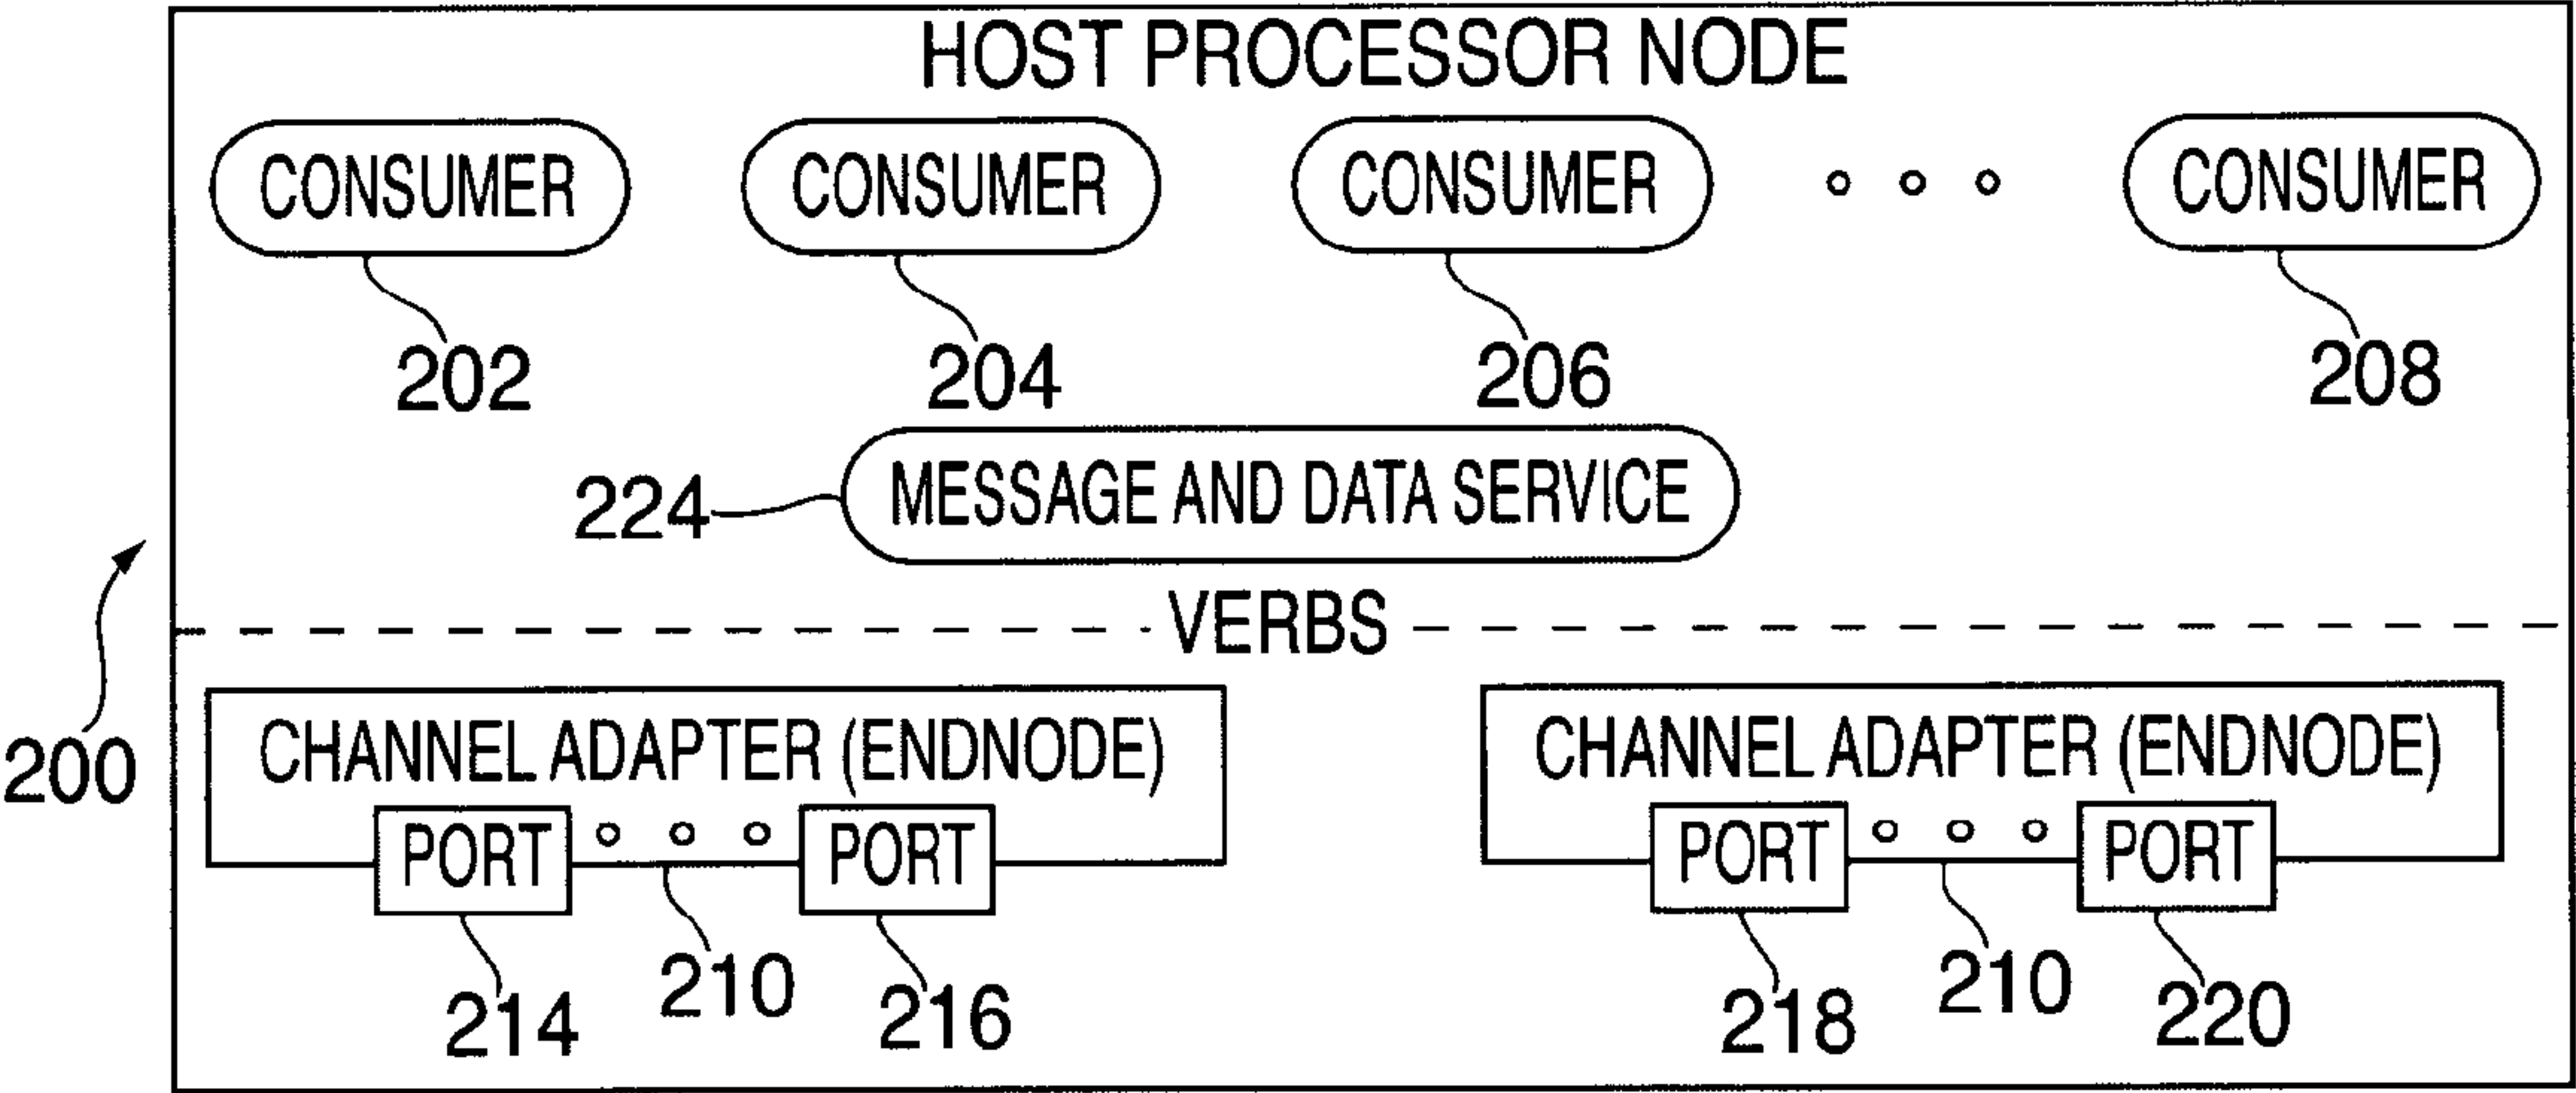 HOST PROCESSOR NODE
CONSUMER CONSUMER CONSUMER CONSUMER
202 204 206 208
224 MESSAGE AND DATA SERVICE
VERBS
200
CHANNEL ADAPTER (ENDNODE) CHANNEL ADAPTER (ENDNODE)
PORT PORT PORT PORT
214 210 216 218 210 220